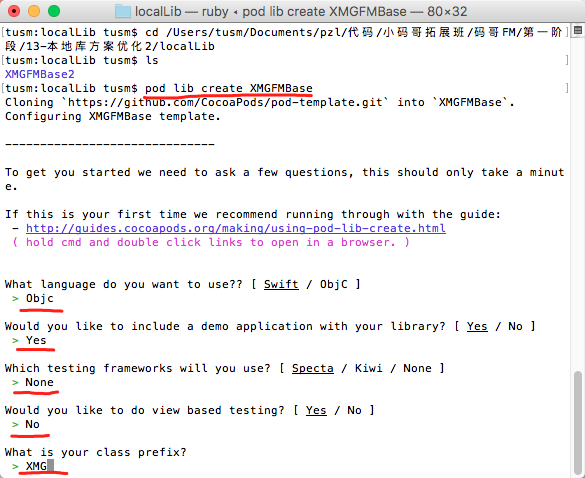 localLib — ruby ◂ pod lib create XMGFMBase — 80×32
[tusm:localLib tusm$ cd /Users/tusm/Documents/pzl/代码/小码哥拓展班/码哥FM/第一阶
段/13-本地库方案优化2/localLib
[tusm:localLib tusm$ ls
XMGFMBase2
[tusm:localLib tusm$ pod lib create XMGFMBase
Cloning `https://github.com/CocoaPods/pod-template.git` into `XMGFMBase`.
Configuring XMGFMBase template.
------------------------------
To get you started we need to ask a few questions, this should only take a minut
e.
If this is your first time we recommend running through with the guide:
- http://guides.cocoapods.org/making/using-pod-lib-create.html
( hold cmd and double click links to open in a browser. )
What language do you want to use?? [ Swift / ObjC ]
> Objc
Would you like to include a demo application with your library? [ Yes / No ]
> Yes
Which testing frameworks will you use? [ Specta / Kiwi / None ]
> None
Would you like to do view based testing? [ Yes / No ]
> No
What is your class prefix?
> XMG